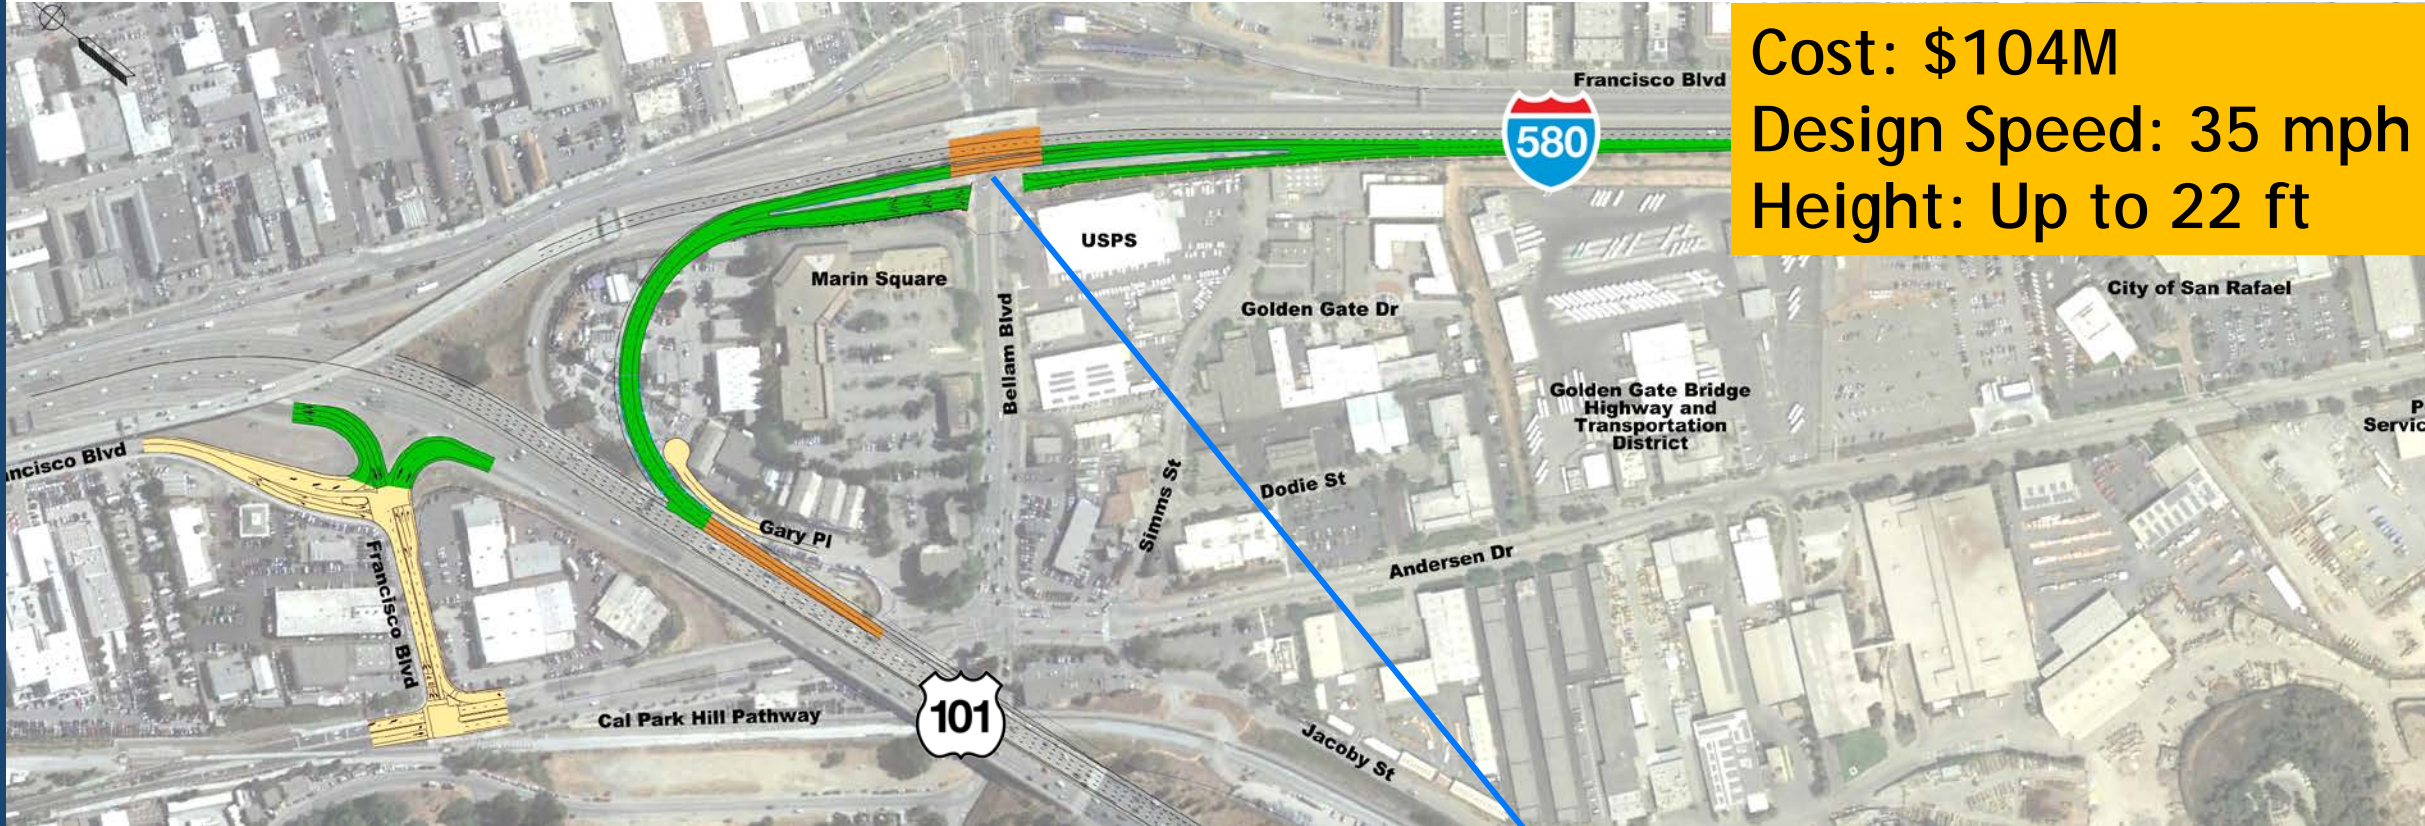 Cost: $104M
Design Speed: 35 mph
Height: Up to 22 ft
Francisco Blvd
580
USPS
Marin Square
Bellam Blvd
Golden Gate Dr
City of San Rafael
Golden Gate Bridge
Highway and
Transportation
District
P
Servic
ncisco Blvd
Simms St
Dodie St
Gary Pl
Andersen Dr
Francisco Blvd
Cal Park Hill Pathway
101
Jacoby St